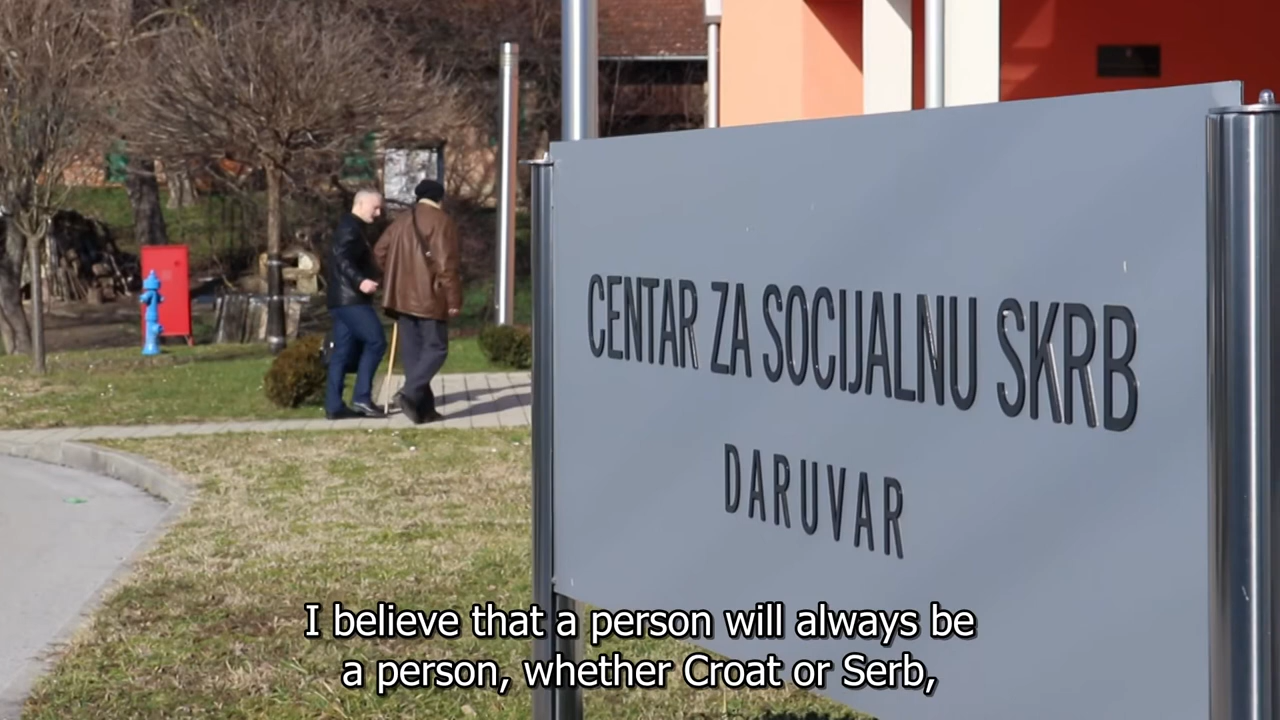 CENTAR ZA SOCIJALNU SKRB
DARUVAR
I believe that a person will always be
a person, whether Croat or Serb,